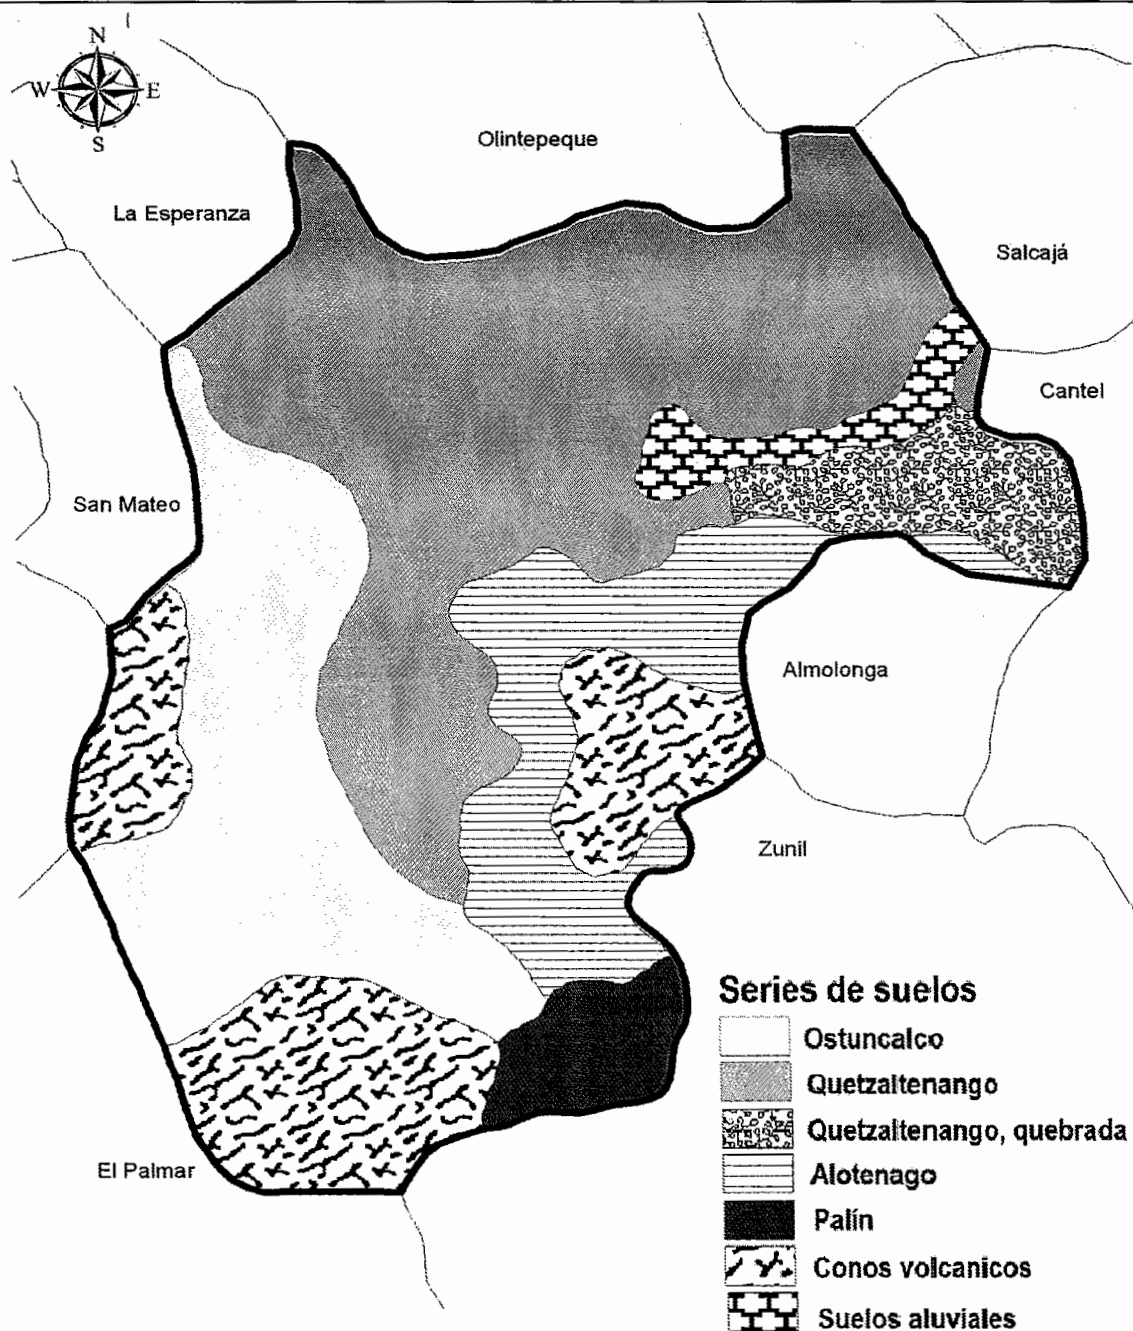 N
W E
S
Olintepeque
La Esperanza
Salcajá
Cantel
San Mateo
Almolonga
Zunil
El Palmar
Series de suelos
Ostuncalco
Quetzaltenango
Quetzaltenango, quebrada
Alotenago
Palín
Conos volcanicos
Suelos aluviales